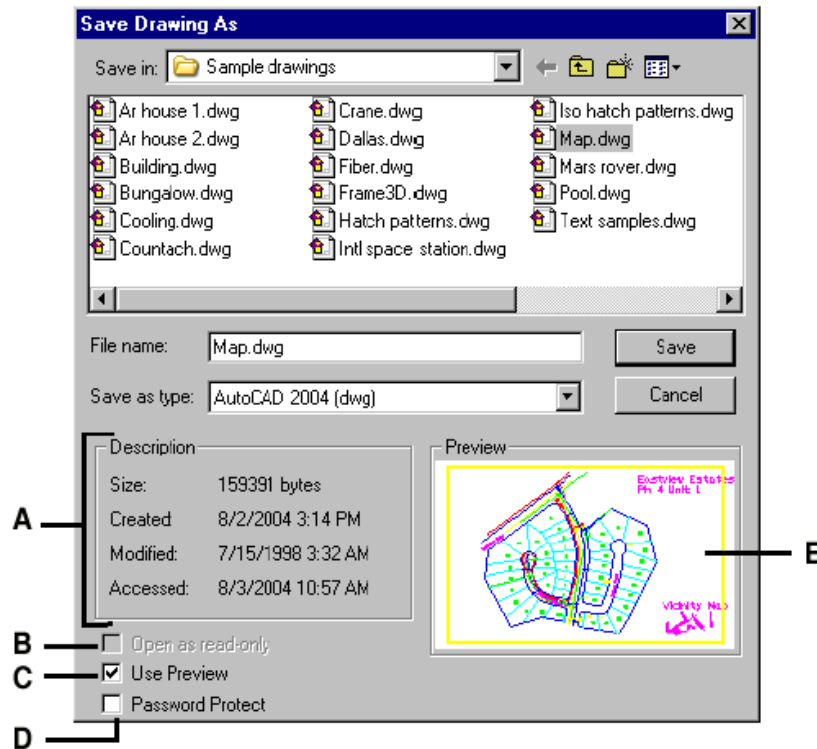 Save Drawing As
Save in: Sample drawings
Ar house 1.dwg
Ar house 2.dwg
Building.dwg
Bungalow.dwg
Cooling.dwg
Countach.dwg
Crane.dwg
Dallas.dwg
Fiber.dwg
Frame3D.dwg
Hatch patterns.dwg
Intl space station.dwg
Iso hatch patterns.dwg
Map.dwg
Mars rover.dwg
Pool.dwg
Text samples.dwg
File name: Map.dwg Save
Save as type: AutoCAD 2004 (dwg) Cancel
Description
Size: 159391 bytes
Created 8/2/2004 3:14 PM
Modified: 7/15/1998 3:32 AM
Accessed: 8/3/2004 10:57 AM
Preview
Eastview Estates
Ph 4 Unit 1
Vicinity Map
A
E
B Open as read-only
C Use Preview
D Password Protect